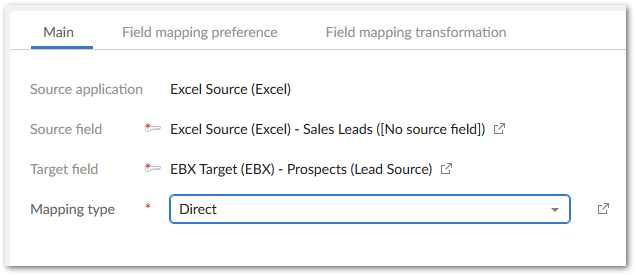 Main Field mapping preference Field mapping transformation
Source application Excel Source (Excel)
Source field * Excel Source (Excel) - Sales Leads ([No source field])
Target field * EBX Target (EBX) - Prospects (Lead Source)
Mapping type * Direct